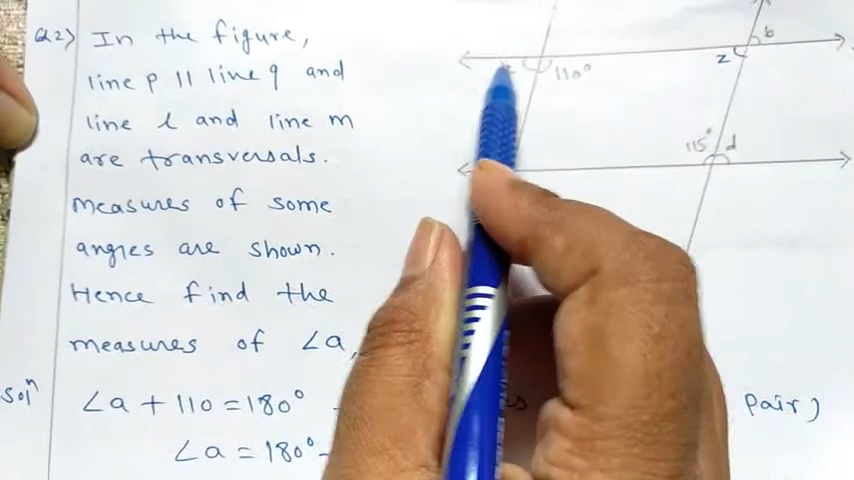 Q2) In the figure,
line p || line q and
line l and line m
are transversals.
measures of some
angles are shown.
Hence find the
measures of ∠a,
110°
b
z
115°
d
Solⁿ
∠a + 110 = 180°
pair)
∠a = 180° -